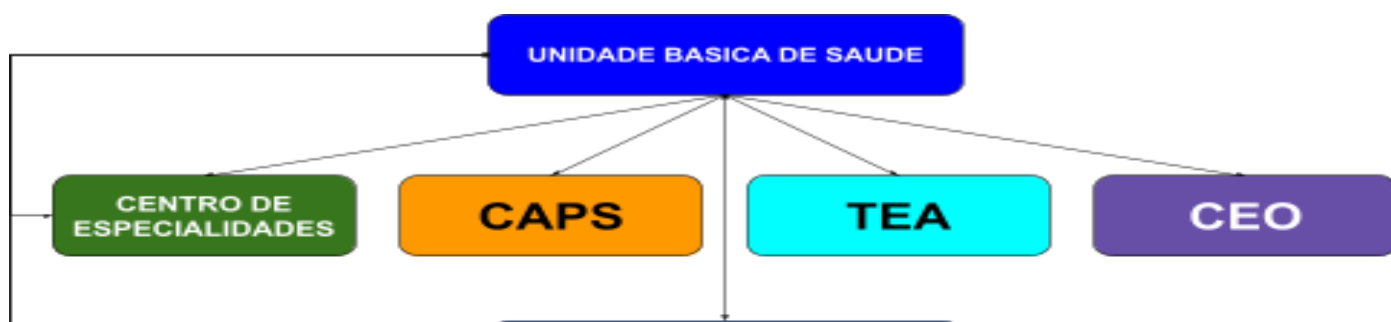 UNIDADE BASICA DE SAUDE
CENTRO DE
ESPECIALIDADES
CAPS
TEA
CEO